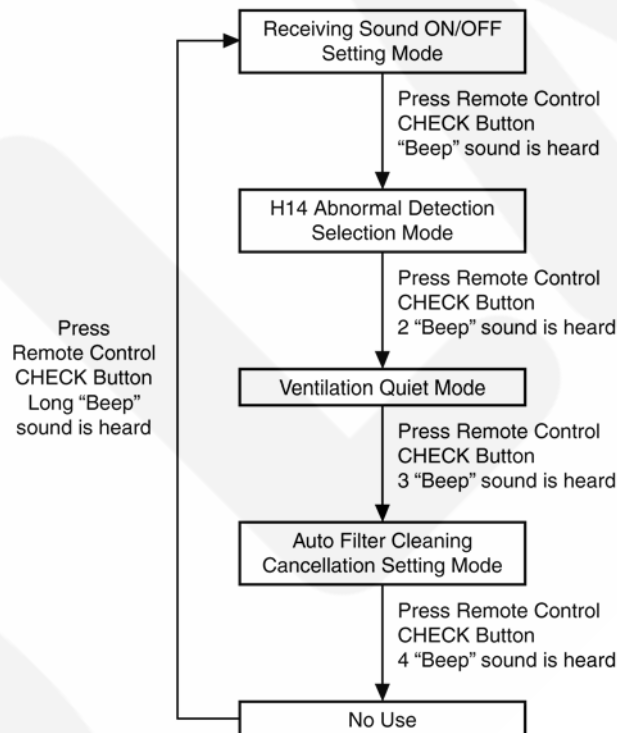 Receiving Sound ON/OFF
Setting Mode
Press Remote Control
CHECK Button
“Beep” sound is heard
H14 Abnormal Detection
Selection Mode
Press Remote Control
CHECK Button
2 “Beep” sound is heard
Press
Remote Control
CHECK Button
Long “Beep”
sound is heard
Ventilation Quiet Mode
Press Remote Control
CHECK Button
3 “Beep” sound is heard
Auto Filter Cleaning
Cancellation Setting Mode
Press Remote Control
CHECK Button
4 “Beep” sound is heard
No Use